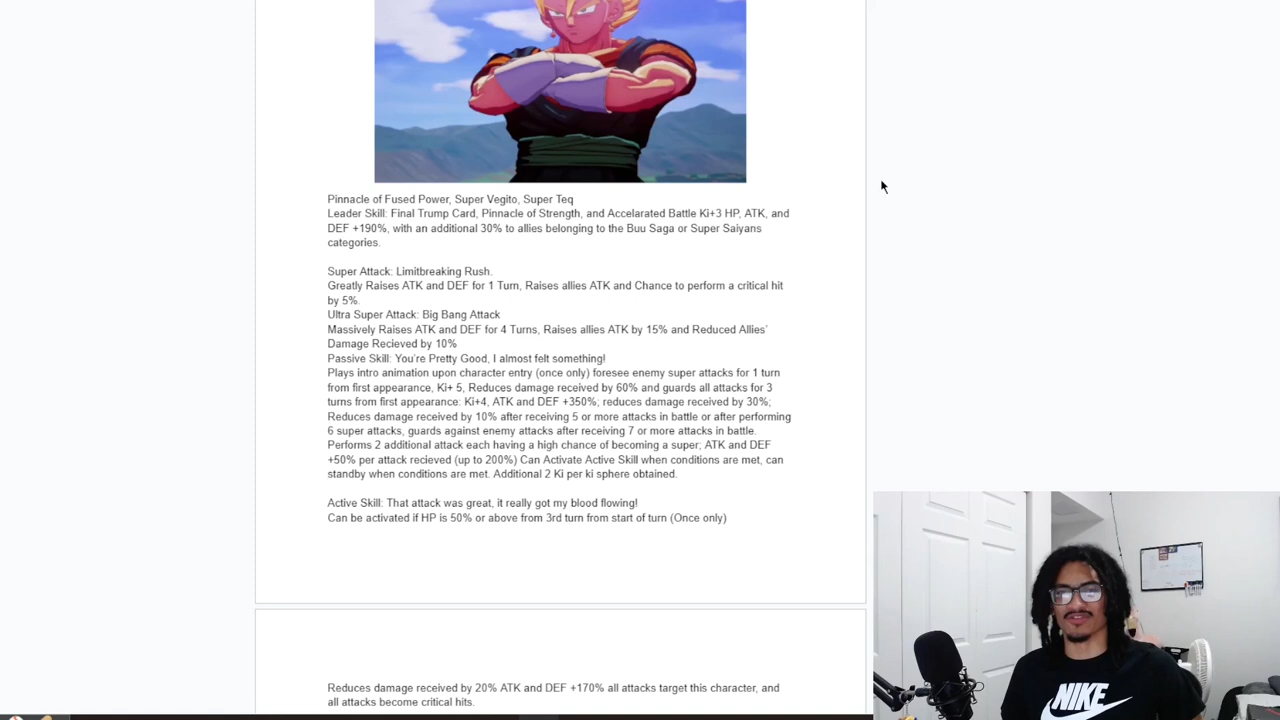 Pinnacle of Fused Power, Super Vegito, Super Teq
Leader Skill: Final Trump Card, Pinnacle of Strength, and Accelarated Battle Ki+3 HP, ATK, and
DEF +190%, with an additional 30% to allies belonging to the Buu Saga or Super Saiyans
categories.
Super Attack: Limitbreaking Rush.
Greatly Raises ATK and DEF for 1 Turn, Raises allies ATK and Chance to perform a critical hit
by 5%.
Ultra Super Attack: Big Bang Attack
Massively Raises ATK and DEF for 4 Turns, Raises allies ATK by 15% and Reduced Allies'
Damage Recieved by 10%
Passive Skill: You're Pretty Good, I almost felt something!
Plays intro animation upon character entry (once only) foresee enemy super attacks for 1 turn
from first appearance, Ki+ 5, Reduces damage received by 60% and guards all attacks for 3
turns from first appearance: Ki+4, ATK and DEF +350%; reduces damage received by 30%;
Reduces damage received by 10% after receiving 5 or more attacks in battle or after performing
6 super attacks, guards against enemy attacks after receiving 7 or more attacks in battle.
Performs 2 additional attack each having a high chance of becoming a super; ATK and DEF
+50% per attack recieved (up to 200%) Can Activate Active Skill when conditions are met, can
standby when conditions are met. Additional 2 Ki per ki sphere obtained.
Active Skill: That attack was great, it really got my blood flowing!
Can be activated if HP is 50% or above from 3rd turn from start of turn (Once only)
Reduces damage received by 20% ATK and DEF +170% all attacks target this character, and
all attacks become critical hits.
NIKE